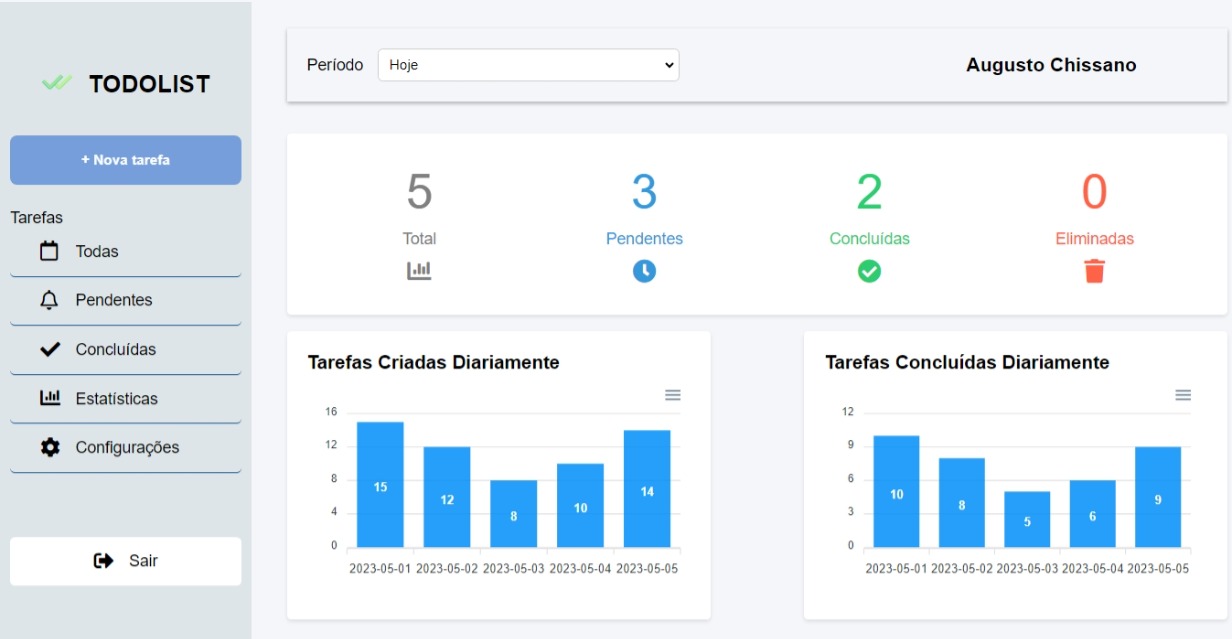 TODOLIST
+ Nova tarefa
Tarefas
Todas
Pendentes
Concluídas
Estatísticas
Configurações
Sair
Período Hoje Augusto Chissano
5 3 2 0
Total Pendentes Concluídas Eliminadas
Tarefas Criadas Diariamente
16
12
8
4
0
15 12 8 10 14
2023-05-01 2023-05-02 2023-05-03 2023-05-04 2023-05-05
Tarefas Concluídas Diariamente
12
9
6
3
0
10 8 5 6 9
2023-05-01 2023-05-02 2023-05-03 2023-05-04 2023-05-05